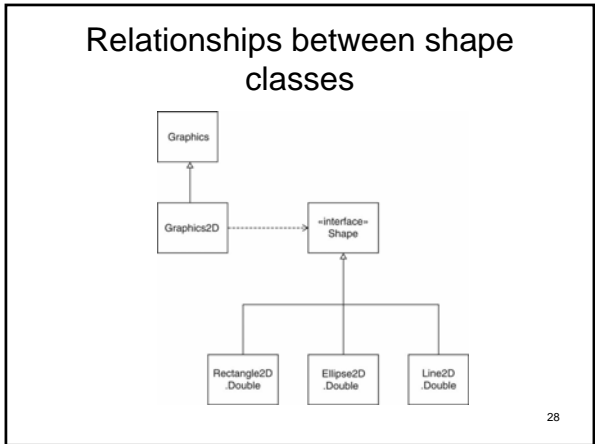 Relationships between shape
classes
Graphics
Graphics2D
«interface»
Shape
Rectangle2D
.Double
Ellipse2D
.Double
Line2D
.Double
28